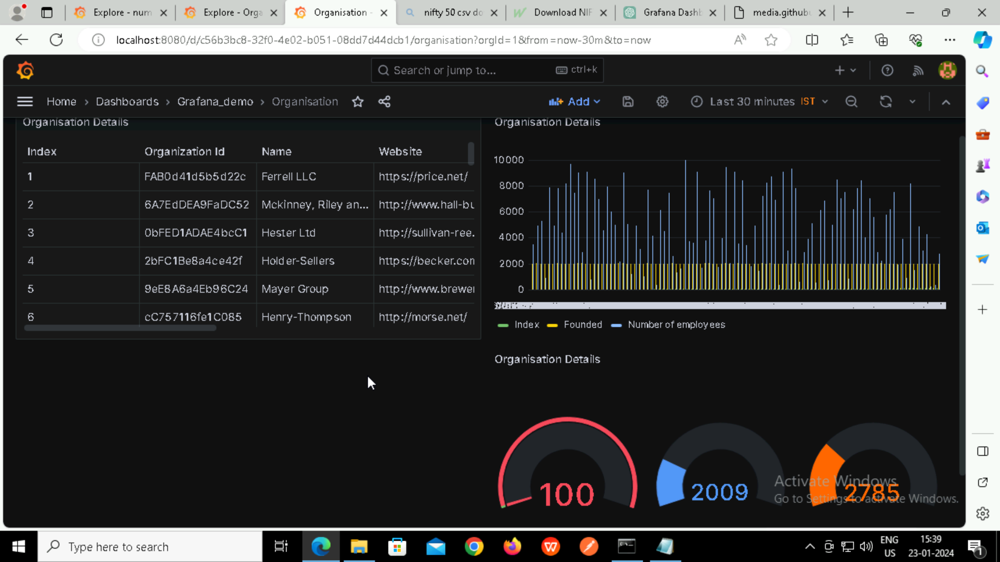 Explore - num
Explore - Orga
Organisation -
nifty 50 csv do
Download NIF
Grafana Dashb
media.githubu
localhost:8080/d/c56b3bc8-32f0-4e02-b051-08dd7d44dcb1/organisation?orgId=1&from=now-30m&to=now
Search or jump to...
ctrl+k
Home › Dashboards › Grafana_demo › Organisation
Add
Last 30 minutes IST
Organisation Details
Index Organization Id Name Website
1 FAB0d41d5b5d22c Ferrell LLC https://price.net/
2 6A7EdDEA9FaDC52 Mckinney, Riley an... http://www.hall-bu
3 0bFED1ADAE4bcC1 Hester Ltd http://sullivan-ree.
4 2bFC1Be8a4ce42f Holder-Sellers https://becker.con
5 9eE8A6a4Eb96C24 Mayer Group http://www.brewer
6 cC757116fe1C085 Henry-Thompson http://morse.net/
Organisation Details
10000
8000
6000
4000
2000
0
Index Founded Number of employees
Organisation Details
100
2009
2785
Activate Windows
Go to Settings to activate Windows.
Type here to search
ENG
US
15:39
23-01-2024
1